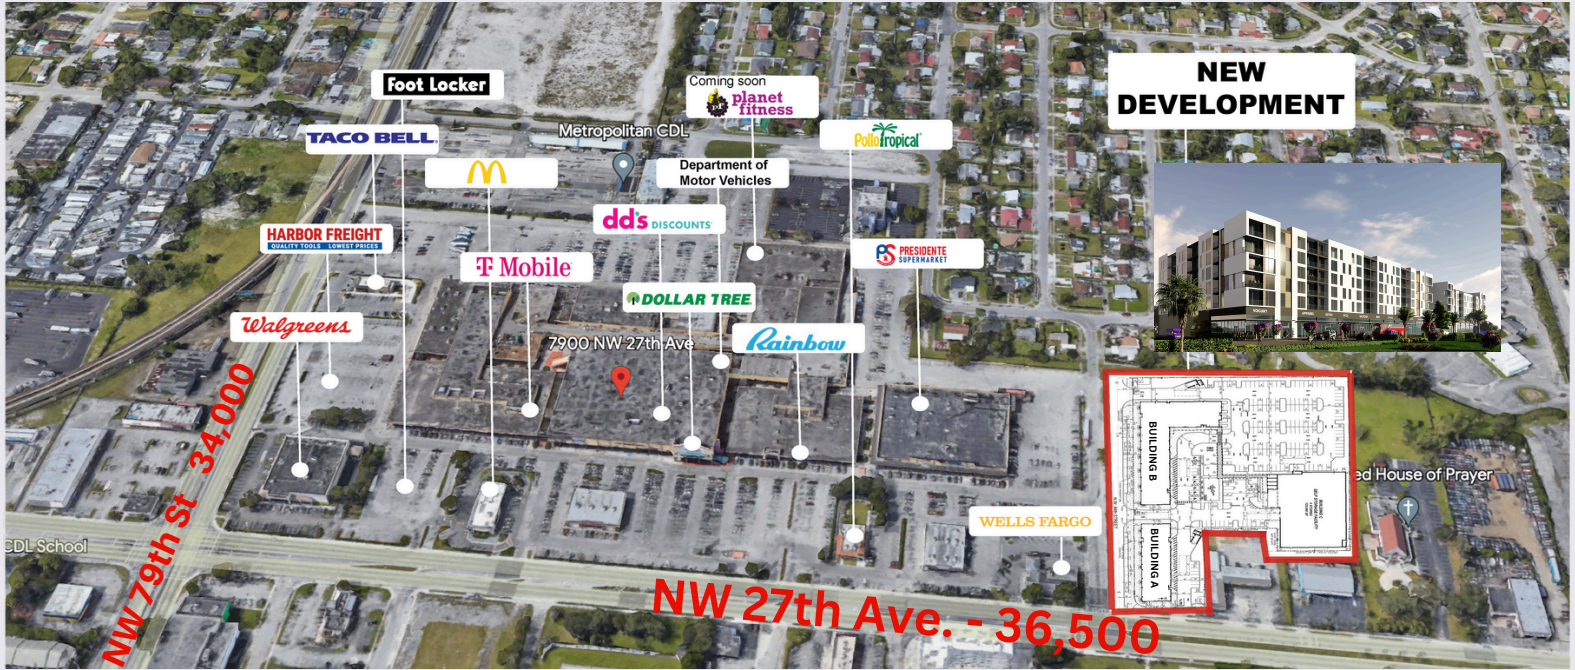 NEW
DEVELOPMENT
Foot Locker
Coming soon
planet
fitness
TACO BELL
Metropolitan CDL
Pollo Tropical
Department of
Motor Vehicles
dd's DISCOUNTS
HARBOR FREIGHT
QUALITY TOOLS LOWEST PRICES
T Mobile
PRESIDENTE
SUPERMARKET
DOLLAR TREE
Walgreens
Rainbow
7900 NW 27th Ave
BUILDING B
ed House of Prayer
WELLS FARGO
BUILDING A
CDL School
NW 79th St 34,000
NW 27th Ave. - 36,500